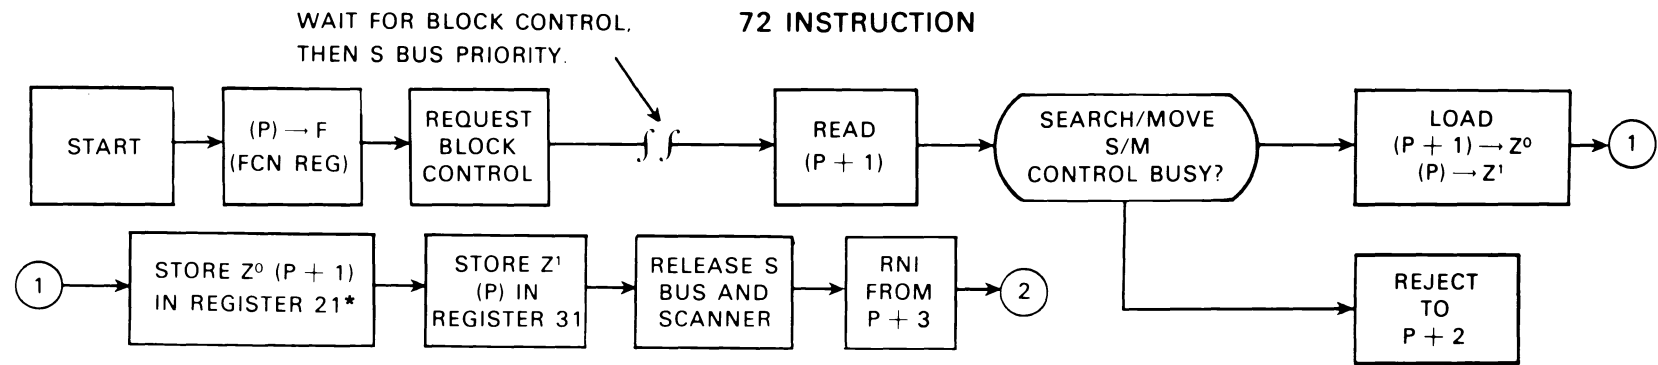 WAIT FOR BLOCK CONTROL,
THEN S BUS PRIORITY.
72 INSTRUCTION
START
(P) → F
(FCN REG)
REQUEST
BLOCK
CONTROL
READ
(P + 1)
SEARCH/MOVE
S/M
CONTROL BUSY?
LOAD
(P + 1) → Z⁰
(P) → Z¹
1
1
STORE Z⁰ (P + 1)
IN REGISTER 21*
STORE Z¹
(P) IN
REGISTER 31
RELEASE S
BUS AND
SCANNER
RNI
FROM
P + 3
2
REJECT
TO
P + 2